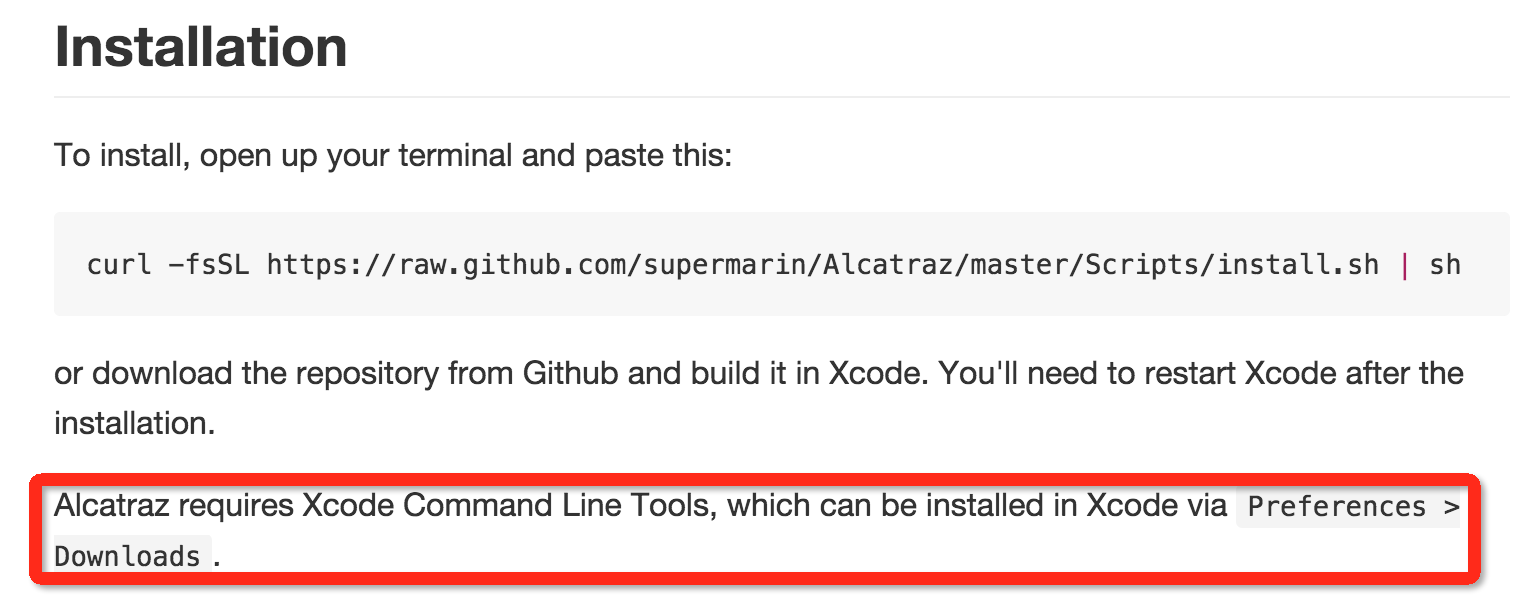 Installation
To install, open up your terminal and paste this:
curl -fsSL https://raw.github.com/supermarin/Alcatraz/master/Scripts/install.sh | sh
or download the repository from Github and build it in Xcode. You'll need to restart Xcode after the
installation.
Alcatraz requires Xcode Command Line Tools, which can be installed in Xcode via Preferences >
Downloads .